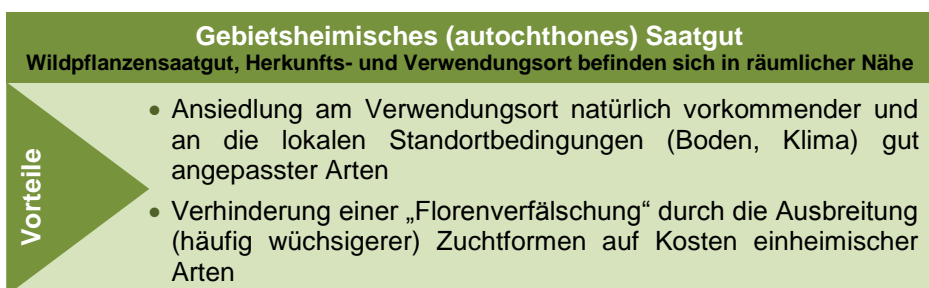 Gebietsheimisches (autochthones) Saatgut
Wildpflanzensaatgut, Herkunfts- und Verwendungsort befinden sich in räumlicher Nähe
Vorteile
• Ansiedlung am Verwendungsort natürlich vorkommender und
an die lokalen Standortbedingungen (Boden, Klima) gut
angepasster Arten
• Verhinderung einer „Florenverfälschung“ durch die Ausbreitung
(häufig wüchsigerer) Zuchtformen auf Kosten einheimischer
Arten